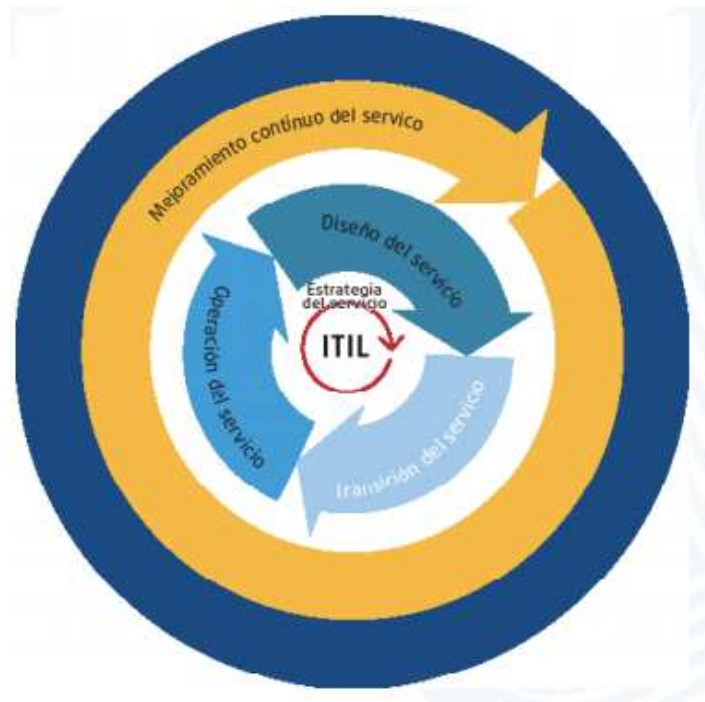 Mejoramiento continuo del servico
Diseño del servicio
Estrategia
del servicio
ITIL
Operación del servicio
Transición del servicio